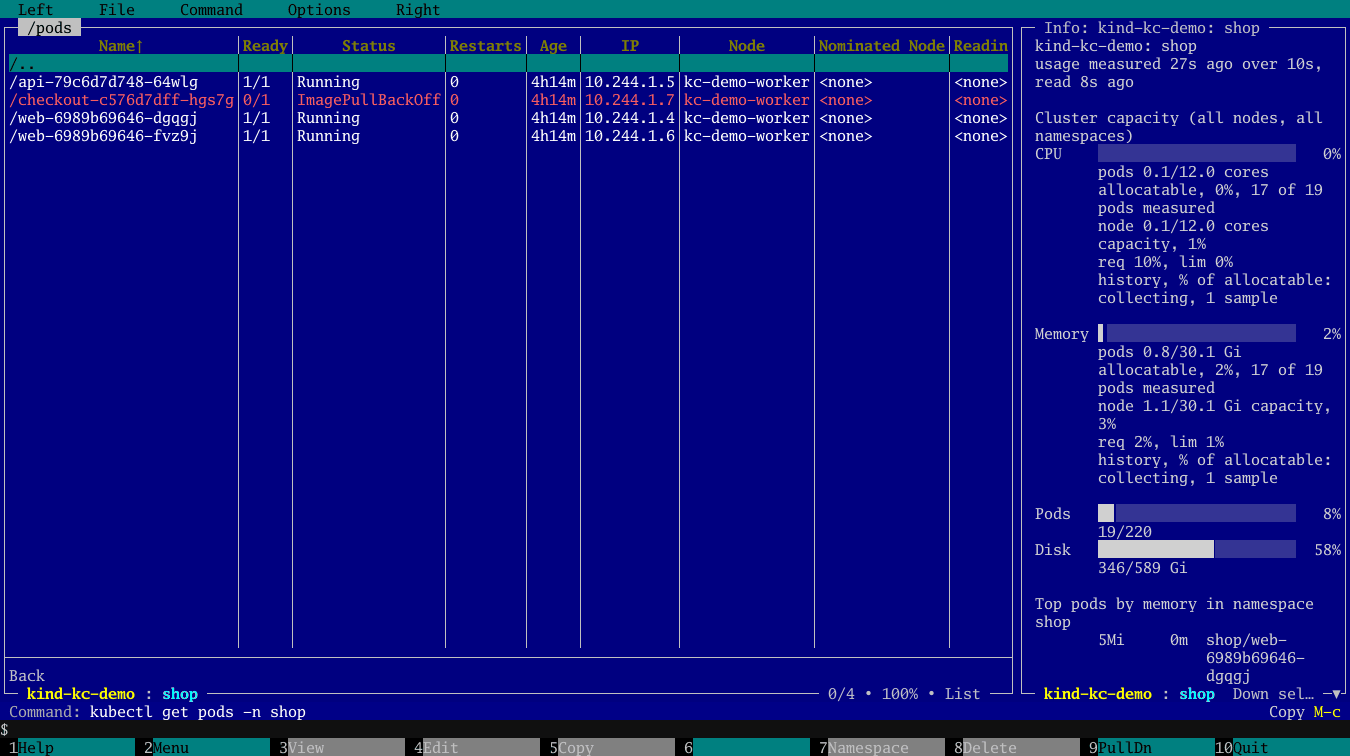 Left File Command Options Right
/pods
Info: kind-kc-demo: shop
Name↑ Ready Status Restarts Age IP Node Nominated Node Readin
/..
/api-79c6d7d748-64wlg 1/1 Running 0 4h14m 10.244.1.5 kc-demo-worker <none> <none>
/checkout-c576d7dff-hgs7g 0/1 ImagePullBackOff 0 4h14m 10.244.1.7 kc-demo-worker <none> <none>
/web-6989b69646-dgqgj 1/1 Running 0 4h14m 10.244.1.4 kc-demo-worker <none> <none>
/web-6989b69646-fvz9j 1/1 Running 0 4h14m 10.244.1.6 kc-demo-worker <none> <none>
Back
kind-kc-demo : shop 0/4 • 100% • List
kind-kc-demo: shop
usage measured 27s ago over 10s,
read 8s ago
Cluster capacity (all nodes, all
namespaces)
CPU 0%
pods 0.1/12.0 cores
allocatable, 0%, 17 of 19
pods measured
node 0.1/12.0 cores
capacity, 1%
req 10%, lim 0%
history, % of allocatable:
collecting, 1 sample
Memory 2%
pods 0.8/30.1 Gi
allocatable, 2%, 17 of 19
pods measured
node 1.1/30.1 Gi capacity,
3%
req 2%, lim 1%
history, % of allocatable:
collecting, 1 sample
Pods 8%
19/220
Disk 58%
346/589 Gi
Top pods by memory in namespace
shop
5Mi 0m shop/web-
6989b69646-
dgqgj
kind-kc-demo : shop Down sel… ▼
Command: kubectl get pods -n shop Copy M-c
$
1Help 2Menu 3View 4Edit 5Copy 6 7Namespace 8Delete 9PullDn 10Quit